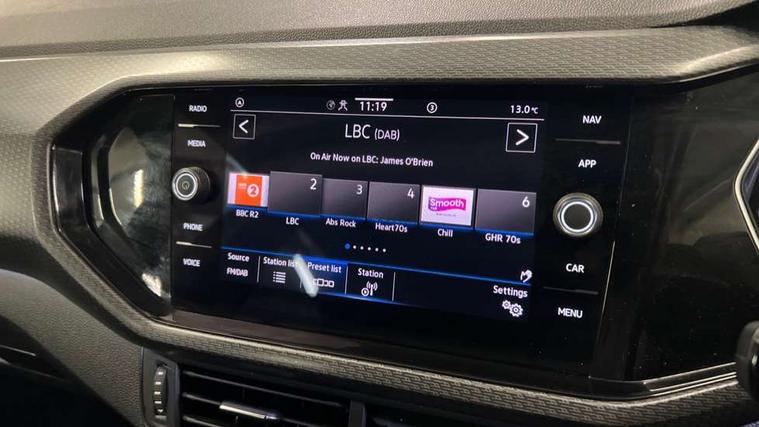 RADIO
MEDIA
PHONE
VOICE
11:19
3
13.0 °C
LBC (DAB)
On Air Now on LBC: James O'Brien
2
2
3
4
Smooth
6
BBC R2
LBC
Abs Rock
Heart70s
Chill
GHR 70s
Source
FM/DAB
Station list
Preset list
Station
Settings
NAV
APP
CAR
MENU